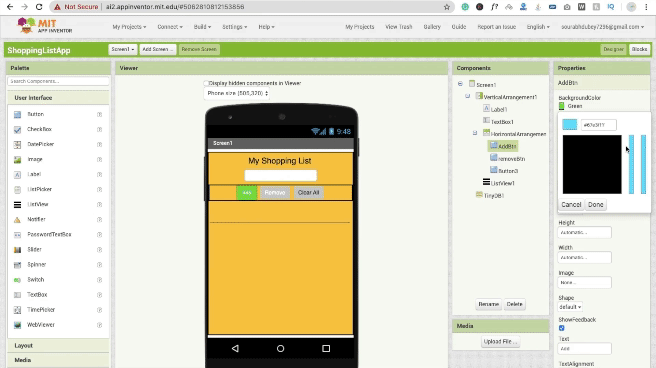 Not Secure | ai2.appinventor.mit.edu/#5062810812153856
MIT
APP INVENTOR
My Projects
Connect
Build
Settings
Help
My Projects
View Trash
Gallery
Guide
Report an Issue
English
sourabhdubey7296@gmail.com
ShoppingListApp
Screen1
Add Screen ...
Remove Screen
Designer
Blocks
Palette
Viewer
Components
Properties
Search Components...
User Interface
Button
CheckBox
DatePicker
Image
Label
ListPicker
ListView
Notifier
PasswordTextBox
Slider
Spinner
Switch
TextBox
TimePicker
WebViewer
Layout
Media
Display hidden components in Viewer
Phone size (505,320)
9:48
Screen1
My Shopping List
Remove
Clear All
Screen1
VerticalArrangement1
Label1
TextBox1
HorizontalArrangemen
AddBtn
removeBtn
Button3
ListView1
TinyDB1
Rename
Delete
Media
Upload File ...
AddBtn
BackgroundColor
Green
Cancel
Done
Height
Automatic...
Width
Automatic...
Image
None...
Shape
default
ShowFeedback
Text
Add
TextAlignment